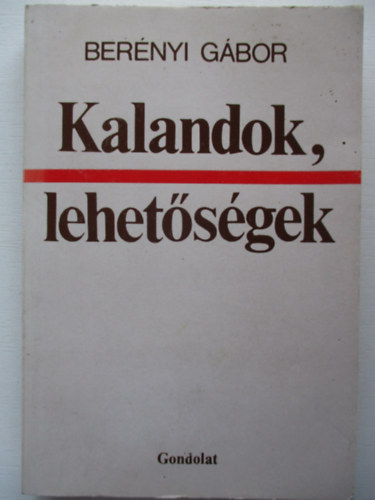 BERÉNYI GÁBOR
Kalandok,
lehetőségek
Gondolat